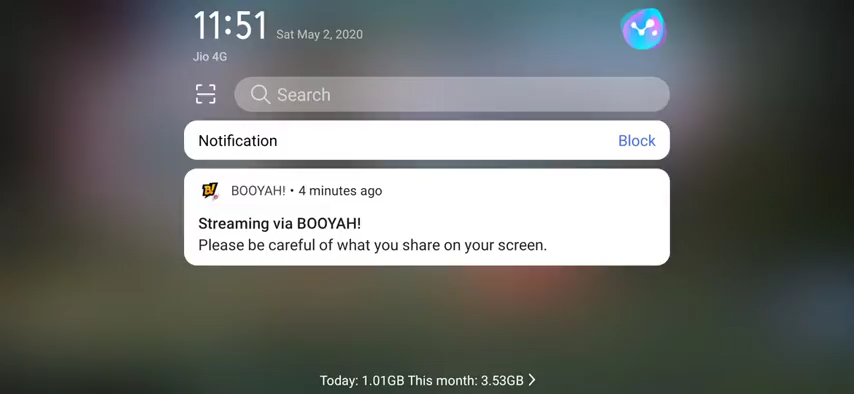 11:51 Sat May 2, 2020
Jio 4G
Search
Notification Block
B! BOOYAH! • 4 minutes ago
Streaming via BOOYAH!
Please be careful of what you share on your screen.
Today: 1.01GB This month: 3.53GB